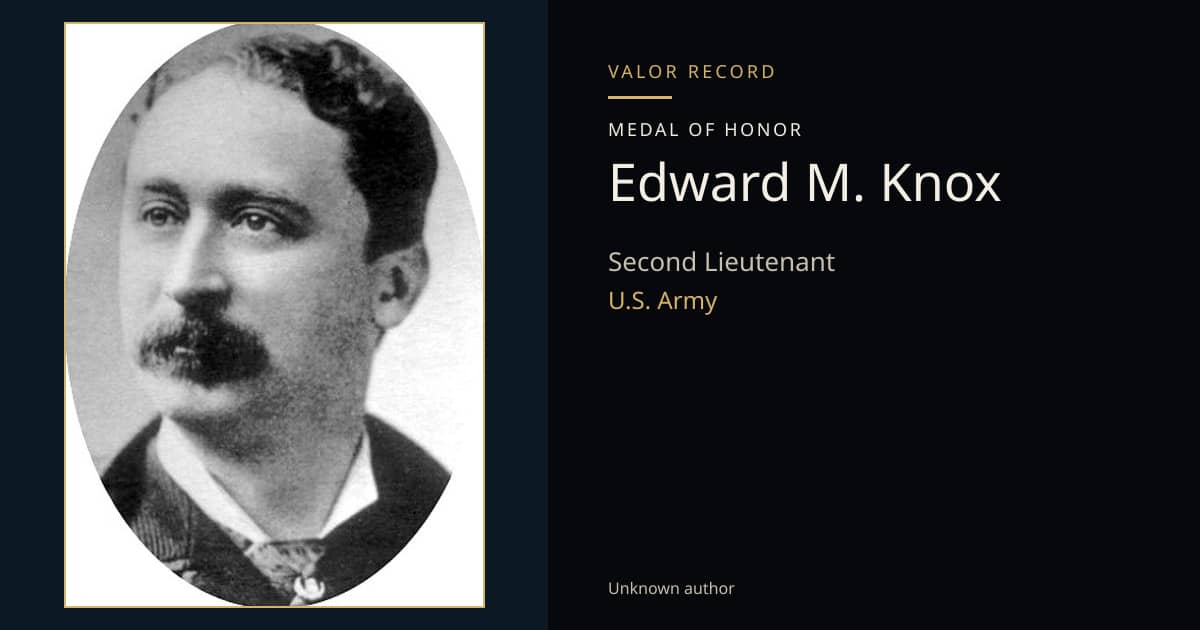 VALOR RECORD
MEDAL OF HONOR
Edward M. Knox
Second Lieutenant
U.S. Army
Unknown author